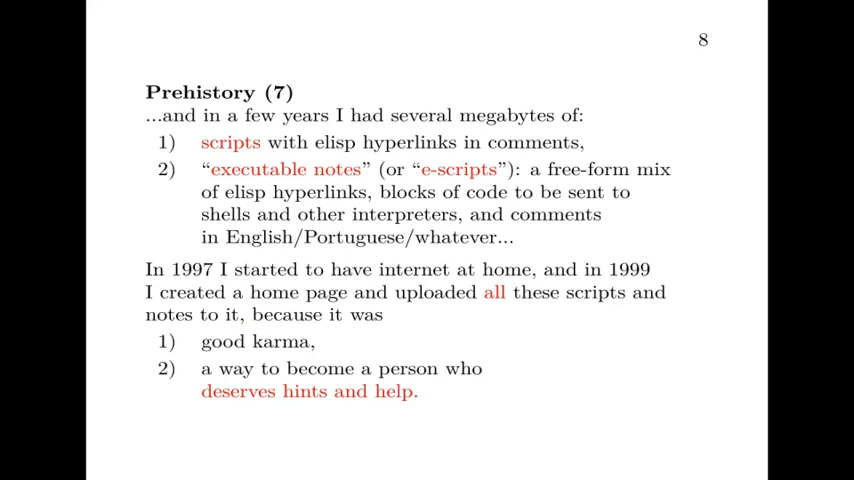 8
Prehistory (7)
...and in a few years I had several megabytes of:
1) scripts with elisp hyperlinks in comments,
2) “executable notes” (or “e-scripts”): a free-form mix
of elisp hyperlinks, blocks of code to be sent to
shells and other interpreters, and comments
in English/Portuguese/whatever...
In 1997 I started to have internet at home, and in 1999
I created a home page and uploaded all these scripts and
notes to it, because it was
1) good karma,
2) a way to become a person who
deserves hints and help.